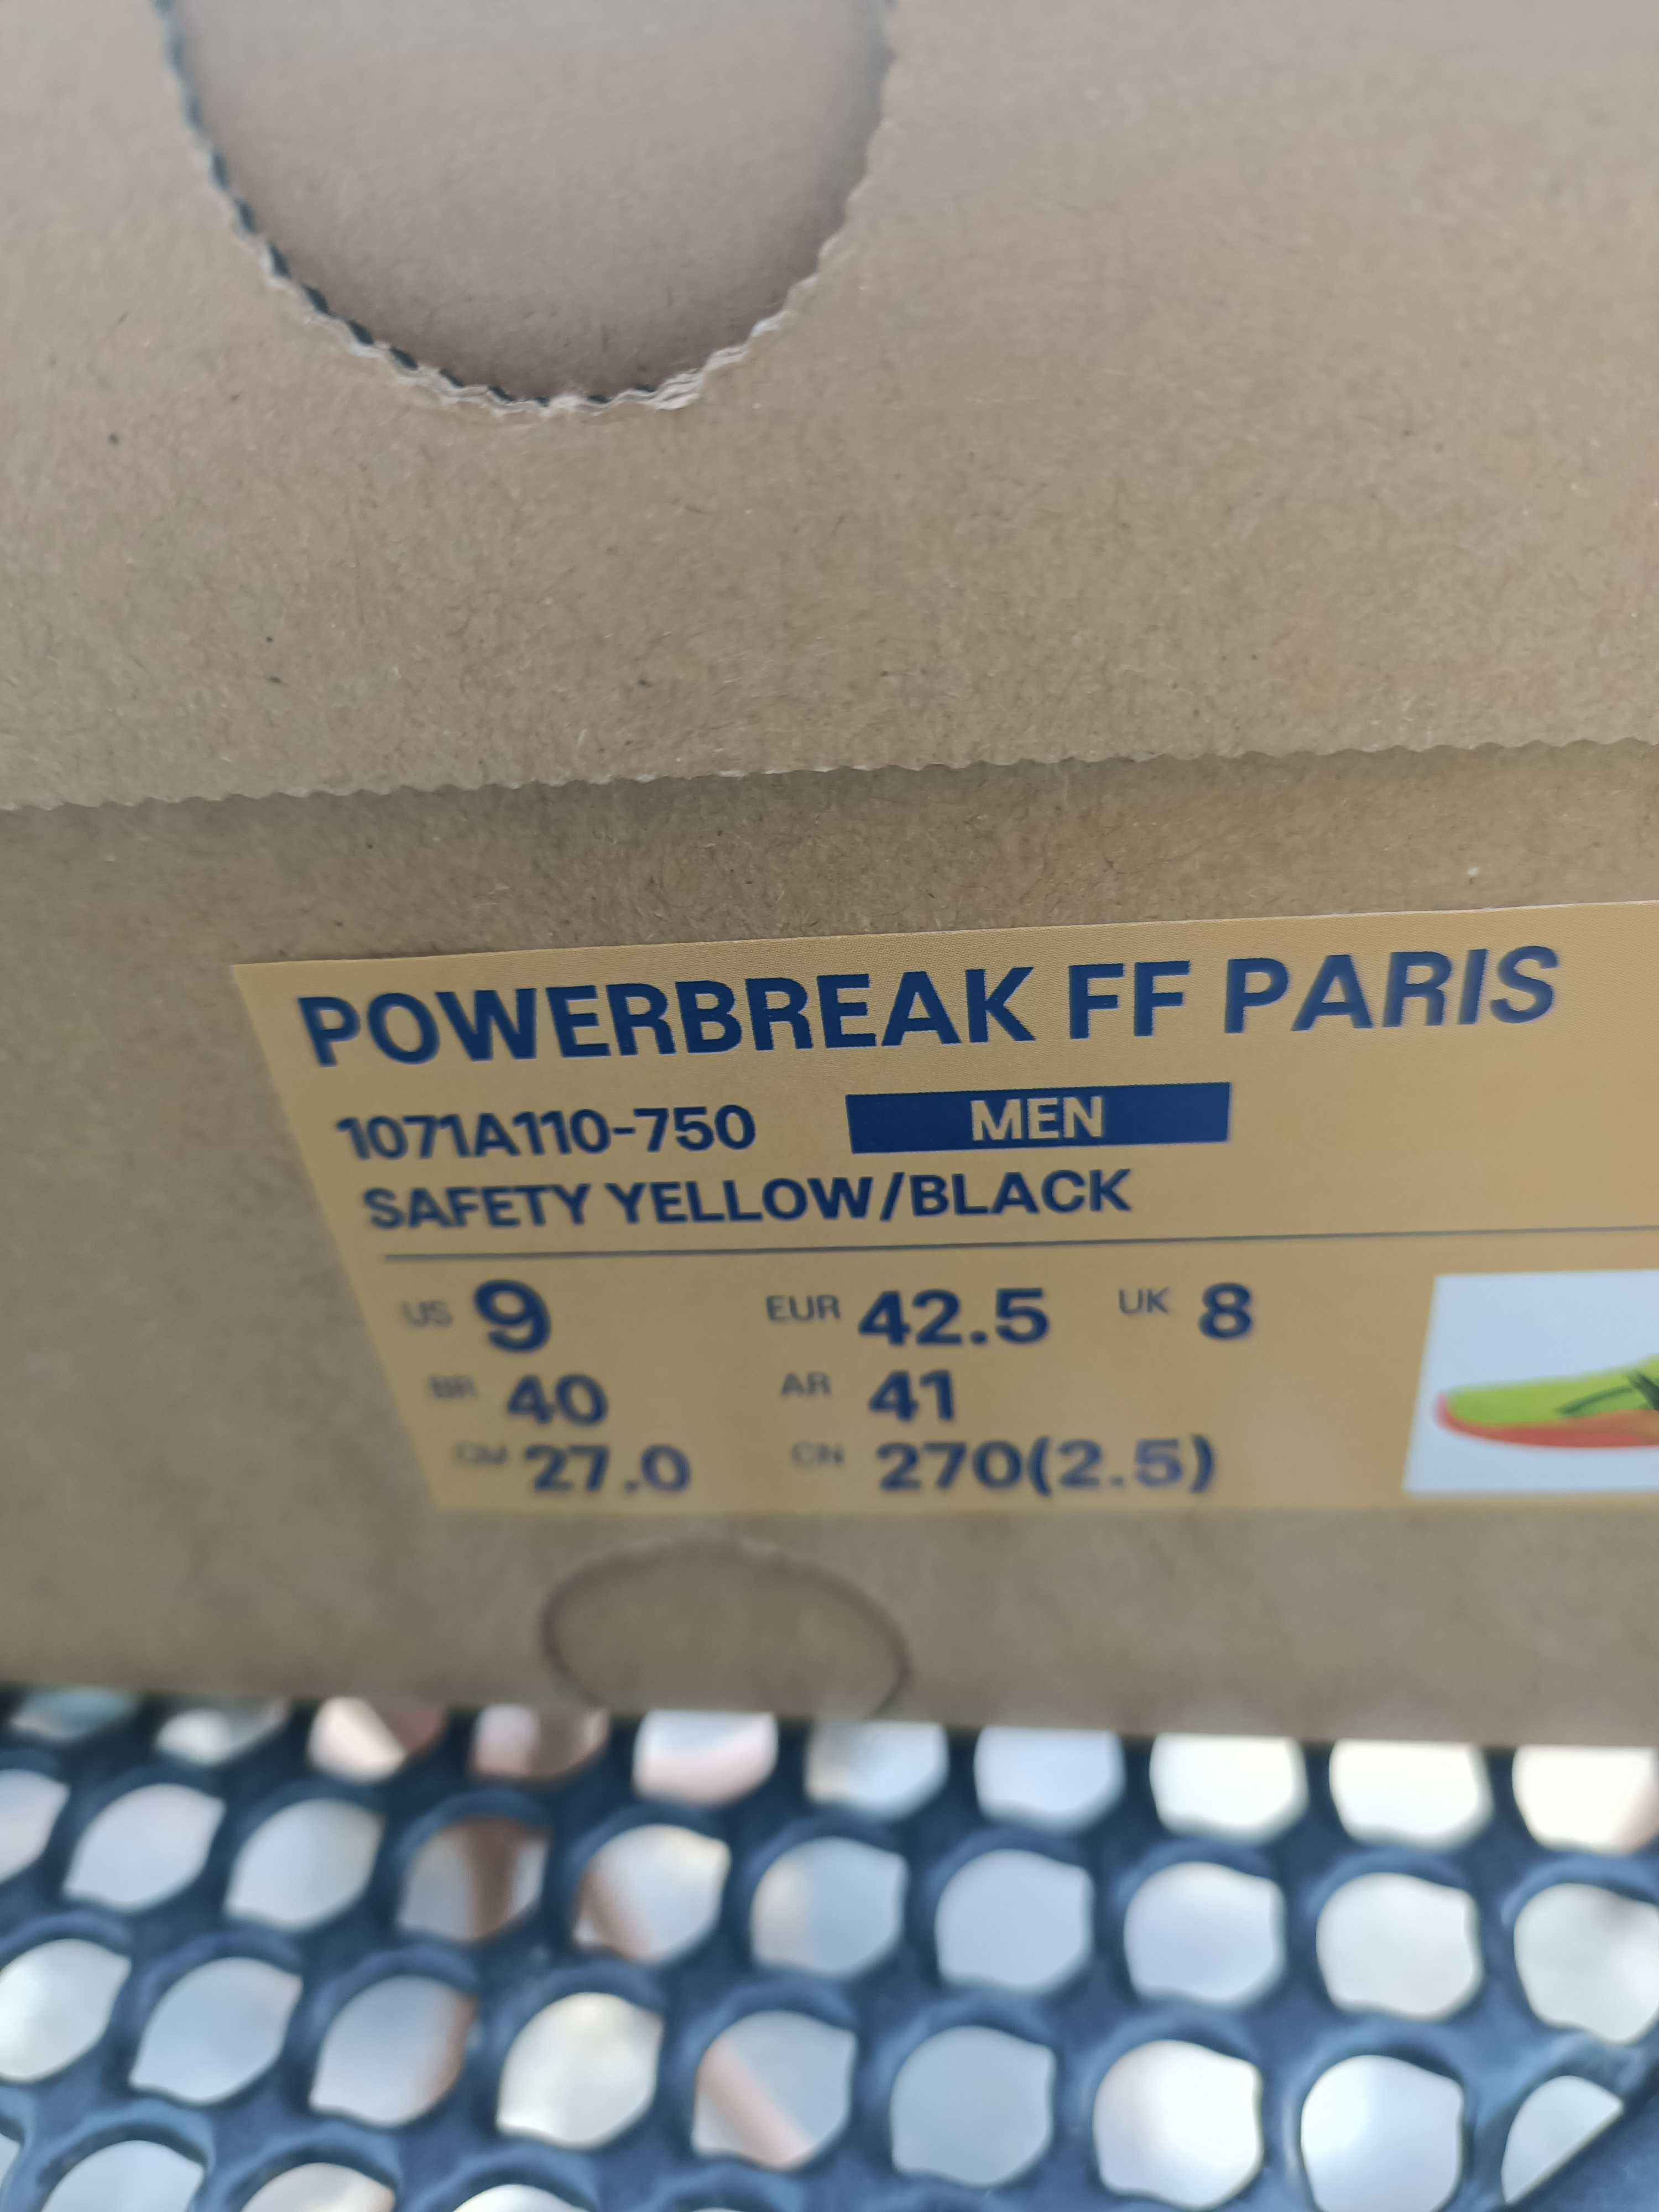 POWERBREAK FF PARIS
1071A110-750 MEN
SAFETY YELLOW/BLACK
US 9 EUR 42.5 UK 8
BR 40 AR 41
CM 27.0 CN 270(2.5)